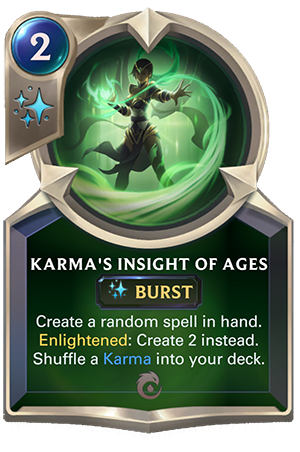 2
KARMA'S INSIGHT OF AGES
BURST
Create a random spell in hand.
Enlightened: Create 2 instead.
Shuffle a Karma into your deck.